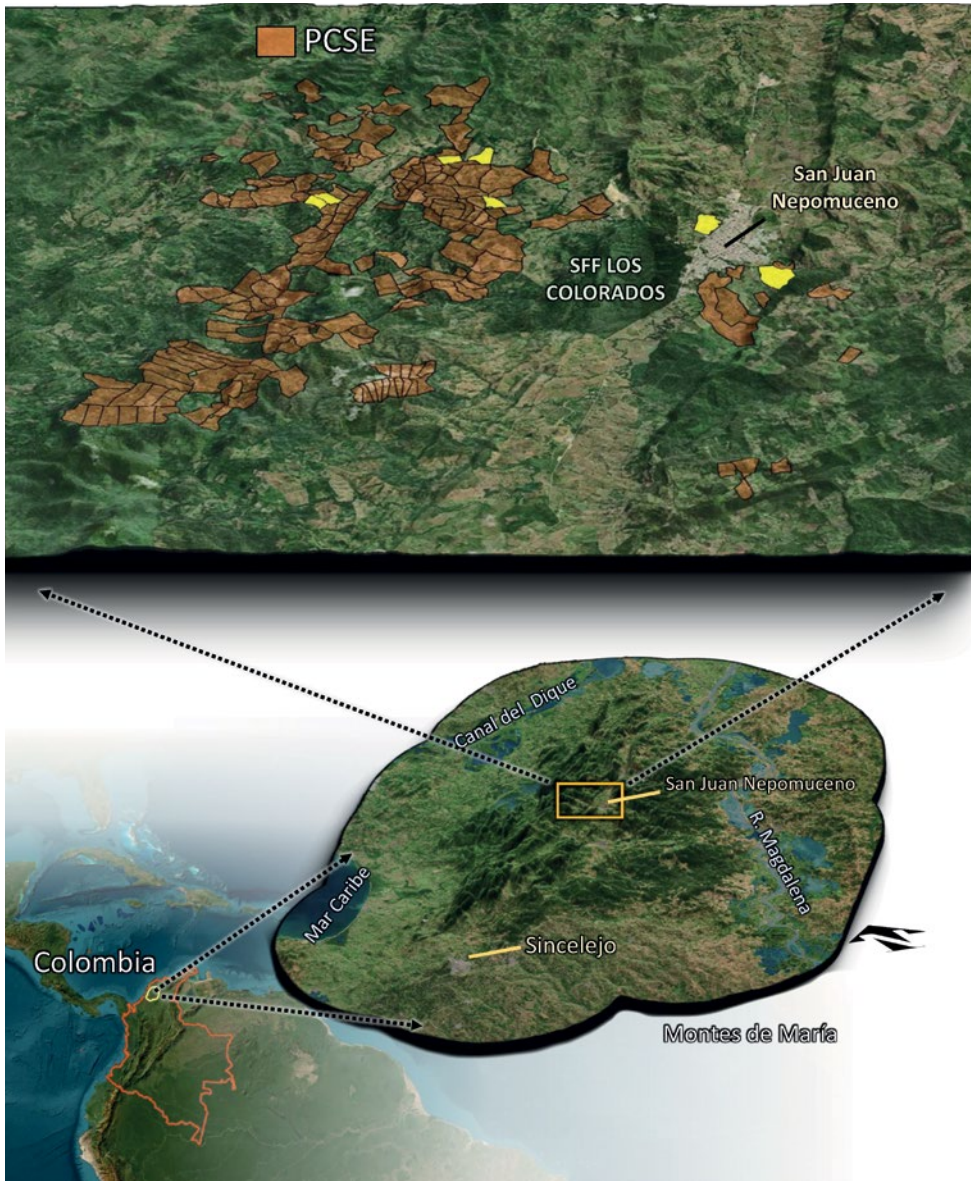 PCSE
San Juan
Nepomuceno
SFF LOS
COLORADOS
Canal del Dique
San Juan Nepomuceno
R. Magdalena
Mar Caribe
Sincelejo
Colombia
Montes de María